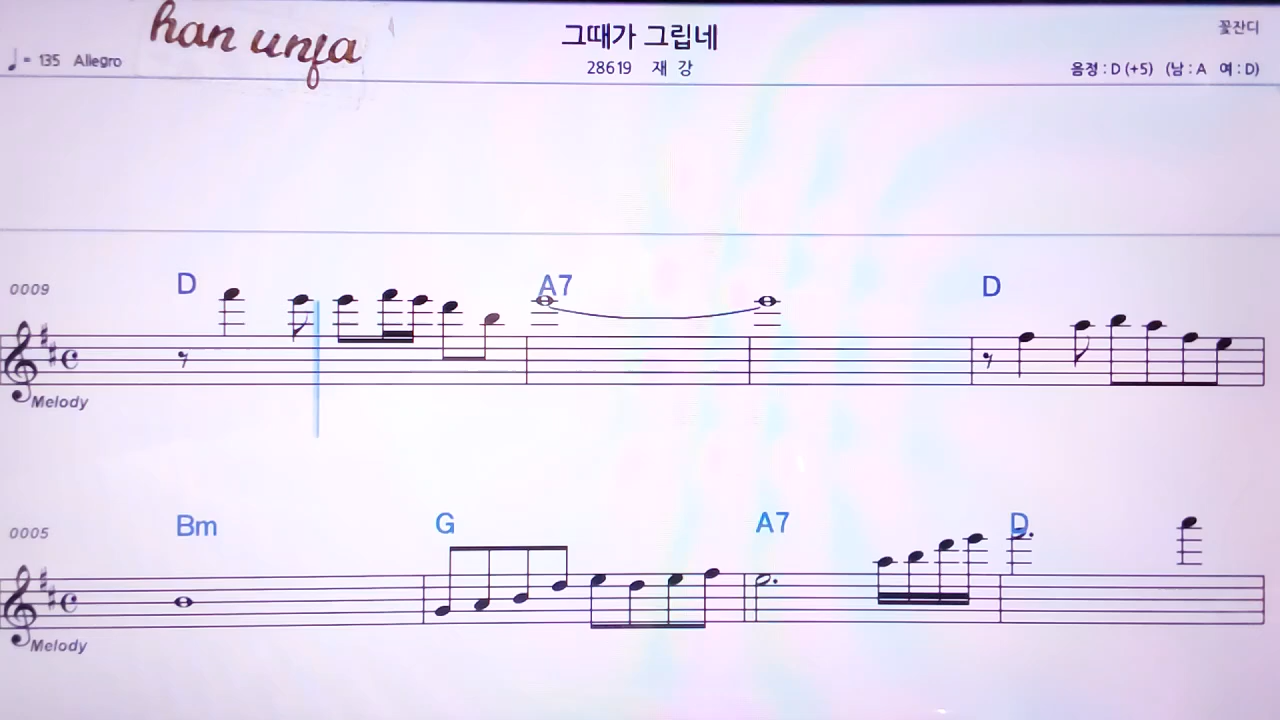 han unfa
그때가 그립네
꽃잔디
♩= 135 Allegro
28619 재 강
음정 : D (+5) (남 : A 여 : D)
0009
D
A7
D
Melody
0005
Bm
G
A7
D
Melody